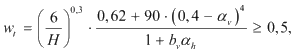 w_t = (6/H)^{0,3} · (0,62 + 90 · (0,4 − α_v)^4)/(1 + b_v α_h) ≥ 0,5,